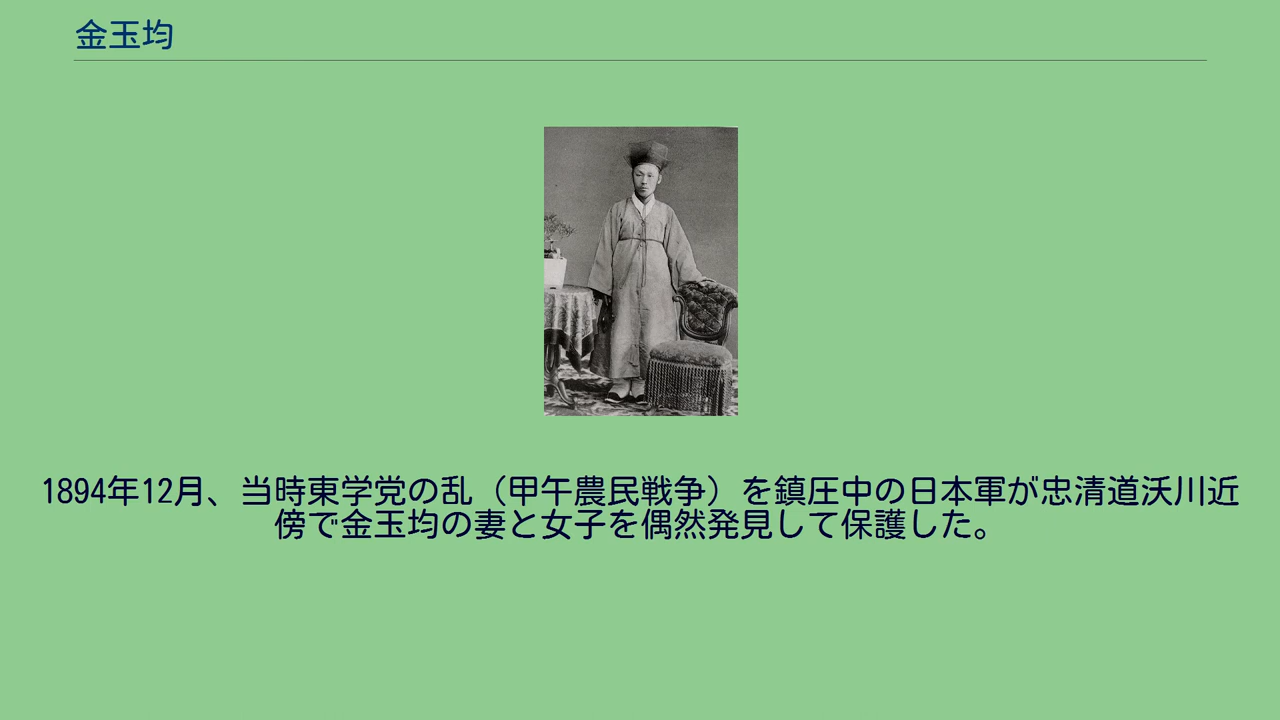 金玉均
1894年12月、当時東学党の乱（甲午農民戦争）を鎮圧中の日本軍が忠清道沃川近
傍で金玉均の妻と女子を偶然発見して保護した。